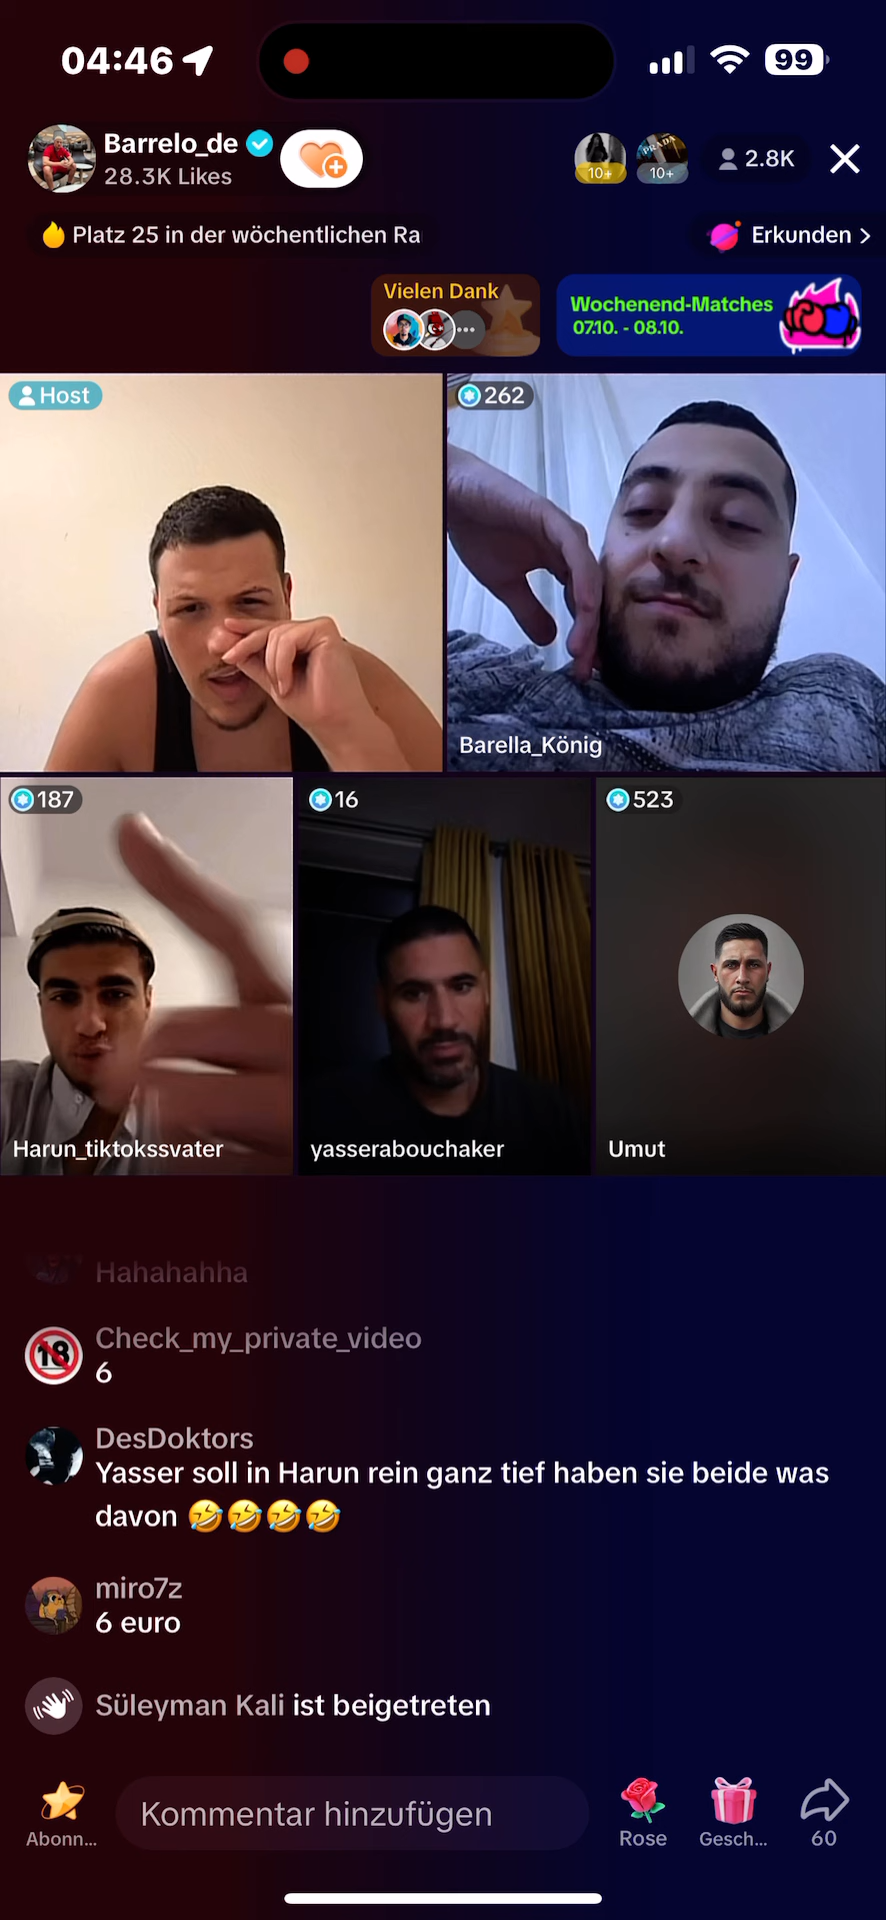 04:46
99
Barrelo_de
28.3K Likes
10+
10+
2.8K
Platz 25 in der wöchentlichen Ra
Erkunden >
Vielen Dank
Wochenend-Matches
07.10. - 08.10.
Host
262
Barella_König
187
16
523
Harun_tiktokssvater
yasserabouchaker
Umut
Hahahahha
18
Check_my_private_video
6
DesDoktors
Yasser soll in Harun rein ganz tief haben sie beide was
davon 🤣🤣🤣🤣
miro7z
6 euro
Süleyman Kali ist beigetreten
Kommentar hinzufügen
Abonn...
Rose
Gesch...
60